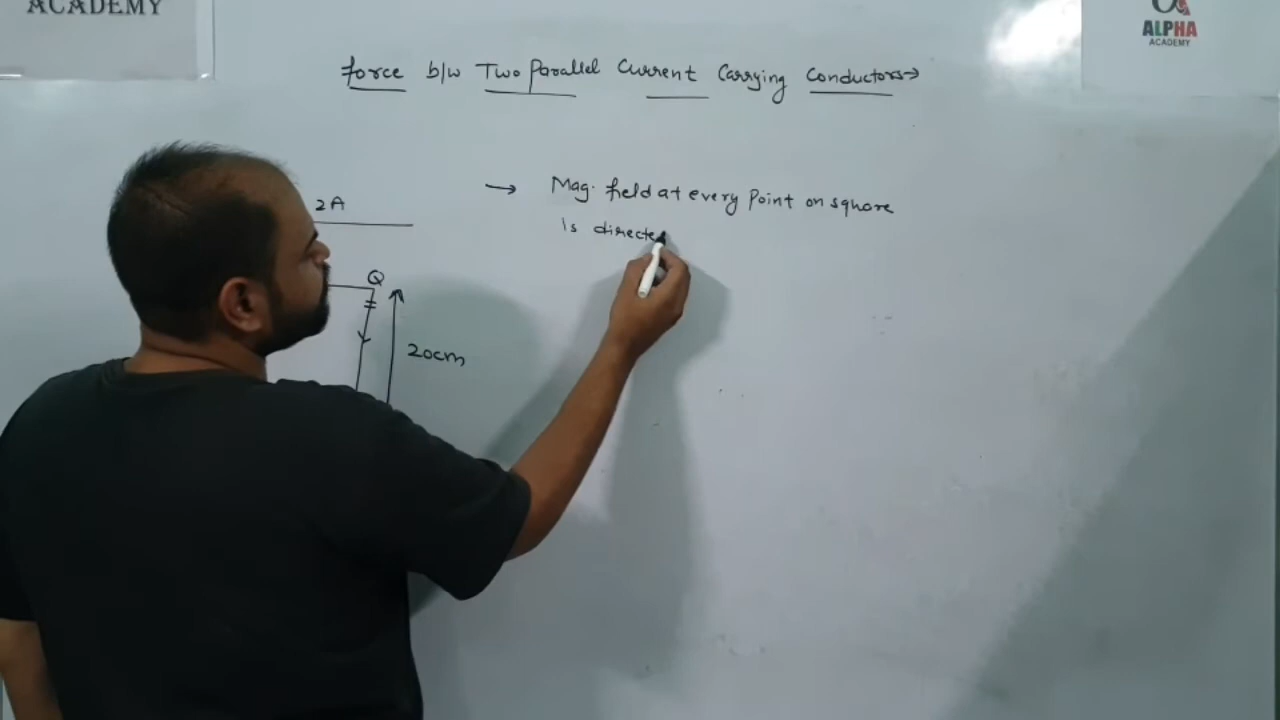 ACADEMY
ALPHA
ACADEMY
Force b/w Two Parallel Current Carrying Conductors→
→ Mag. field at every Point on square
is directe
2A
Q
20cm